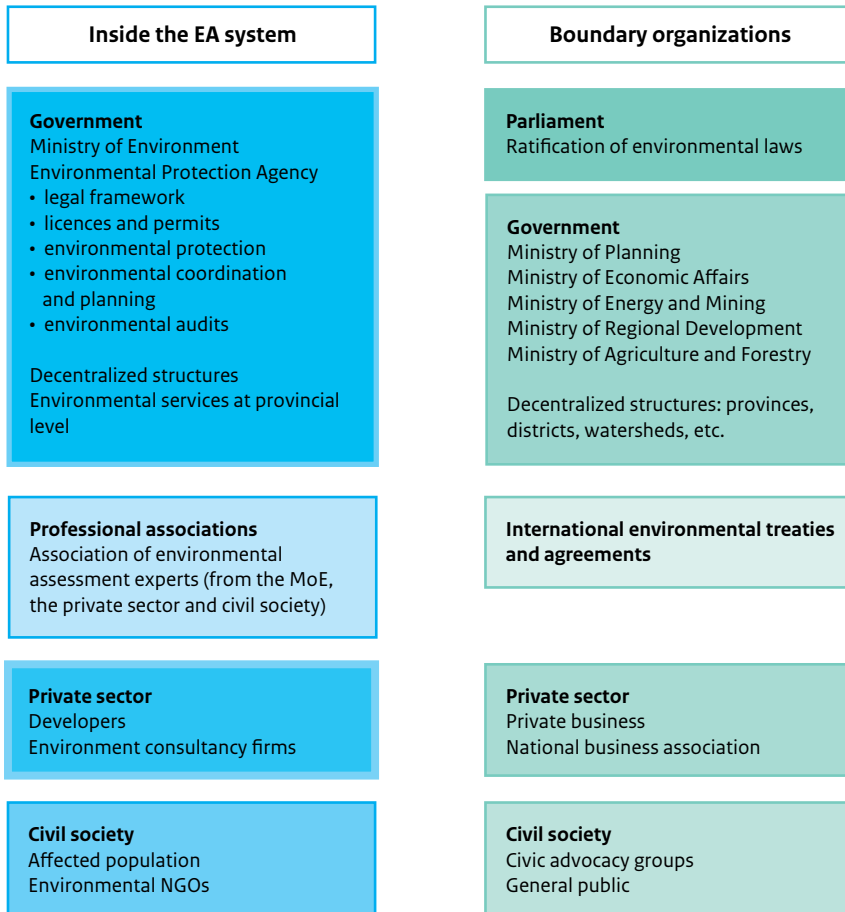 Inside the EA system
Government
Ministry of Environment
Environmental Protection Agency
• legal framework
• licences and permits
• environmental protection
• environmental coordination
and planning
• environmental audits
Decentralized structures
Environmental services at provincial
level
Professional associations
Association of environmental
assessment experts (from the MoE,
the private sector and civil society)
Private sector
Developers
Environment consultancy firms
Civil society
Affected population
Environmental NGOs
Boundary organizations
Parliament
Ratification of environmental laws
Government
Ministry of Planning
Ministry of Economic Affairs
Ministry of Energy and Mining
Ministry of Regional Development
Ministry of Agriculture and Forestry
Decentralized structures: provinces,
districts, watersheds, etc.
International environmental treaties
and agreements
Private sector
Private business
National business association
Civil society
Civic advocacy groups
General public